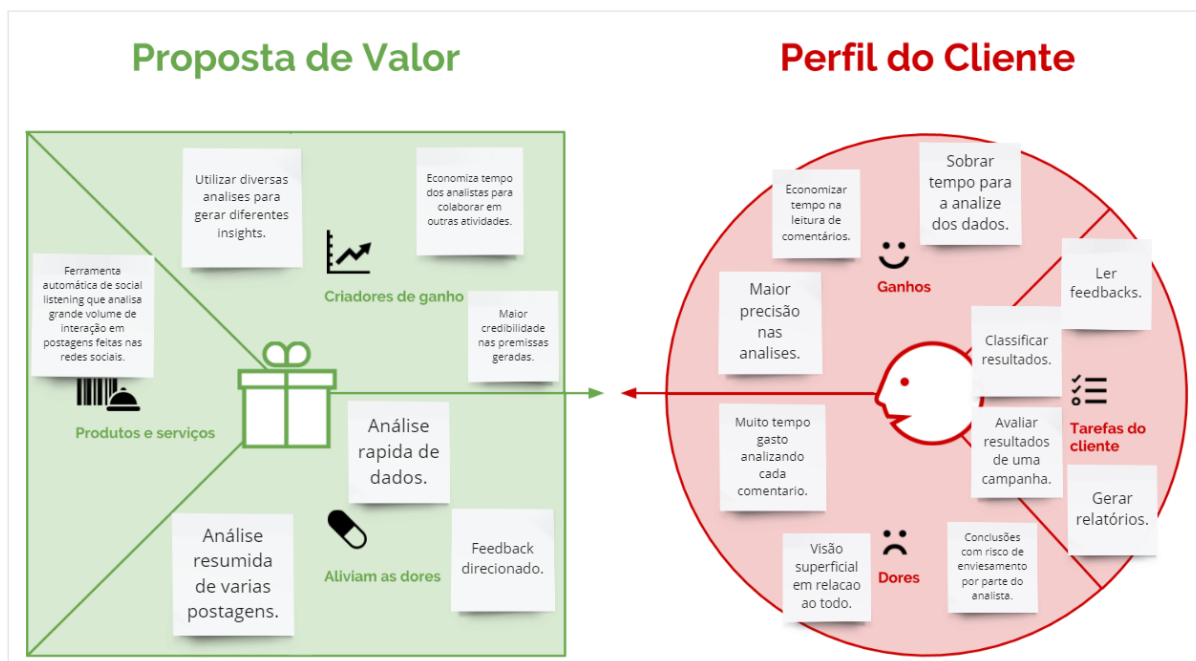 Proposta de Valor
Utilizar diversas
analises para
gerar diferentes
insights.
Economiza tempo
dos analistas para
colaborar em
outras atividades.
Criadores de ganho
Ferramenta
automática de social
listening que analisa
grande volume de
interação em
postagens feitas nas
redes sociais.
Maior
credibilidade
nas premissas
geradas.
Produtos e serviços
Análise
rapida de
dados.
Análise
resumida
de varias
postagens.
Aliviam as dores
Feedback
direcionado.
Perfil do Cliente
Economizar
tempo na
leitura de
comentários.
Sobrar
tempo para
a analize
dos dados.
Ganhos
Maior
precisão
nas
analises.
Ler
feedbacks.
Classificar
resultados.
Tarefas do
cliente
Avaliar
resultados
de uma
campanha.
Gerar
relatórios.
Muito tempo
gasto
analizando
cada
comentario.
Visão
superficial
em relacao
ao todo.
Dores
Conclusões
com risco de
enviesamento
por parte do
analista.